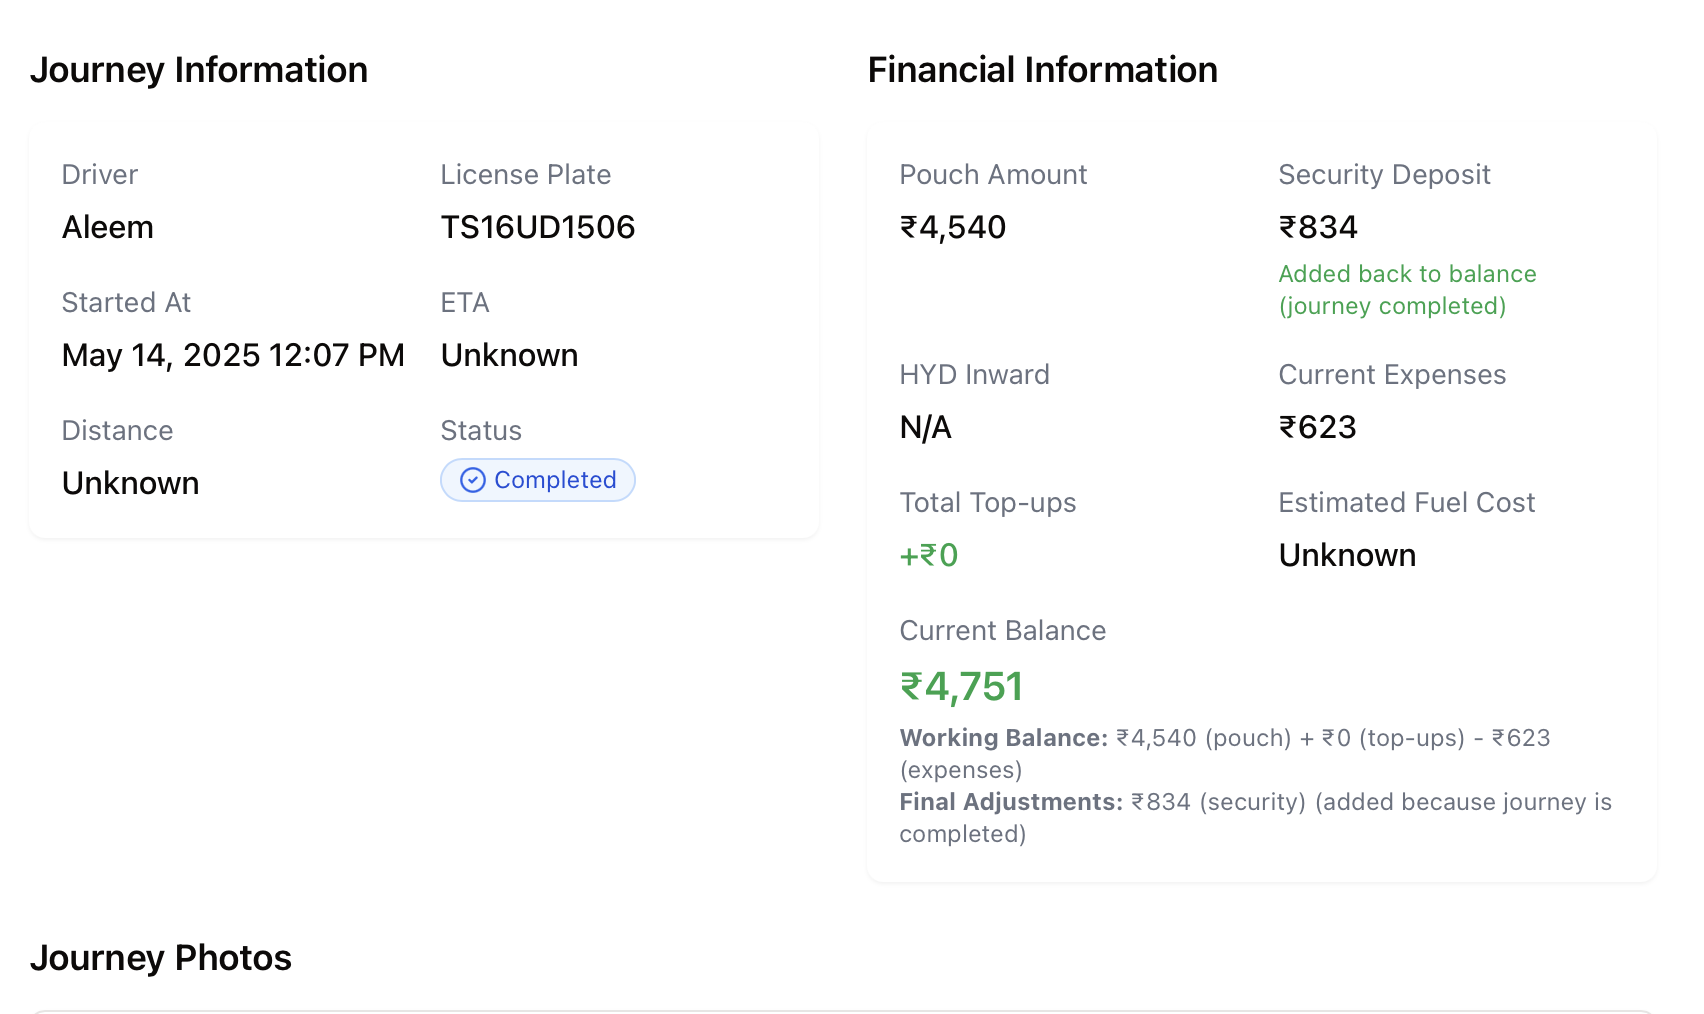 Journey Information
Driver
Aleem
License Plate
TS16UD1506
Started At
May 14, 2025 12:07 PM
ETA
Unknown
Distance
Unknown
Status
Completed
Financial Information
Pouch Amount
₹4,540
Security Deposit
₹834
Added back to balance
(journey completed)
HYD Inward
N/A
Current Expenses
₹623
Total Top-ups
+₹0
Estimated Fuel Cost
Unknown
Current Balance
₹4,751
Working Balance: ₹4,540 (pouch) + ₹0 (top-ups) - ₹623
(expenses)
Final Adjustments: ₹834 (security) (added because journey is
completed)
Journey Photos